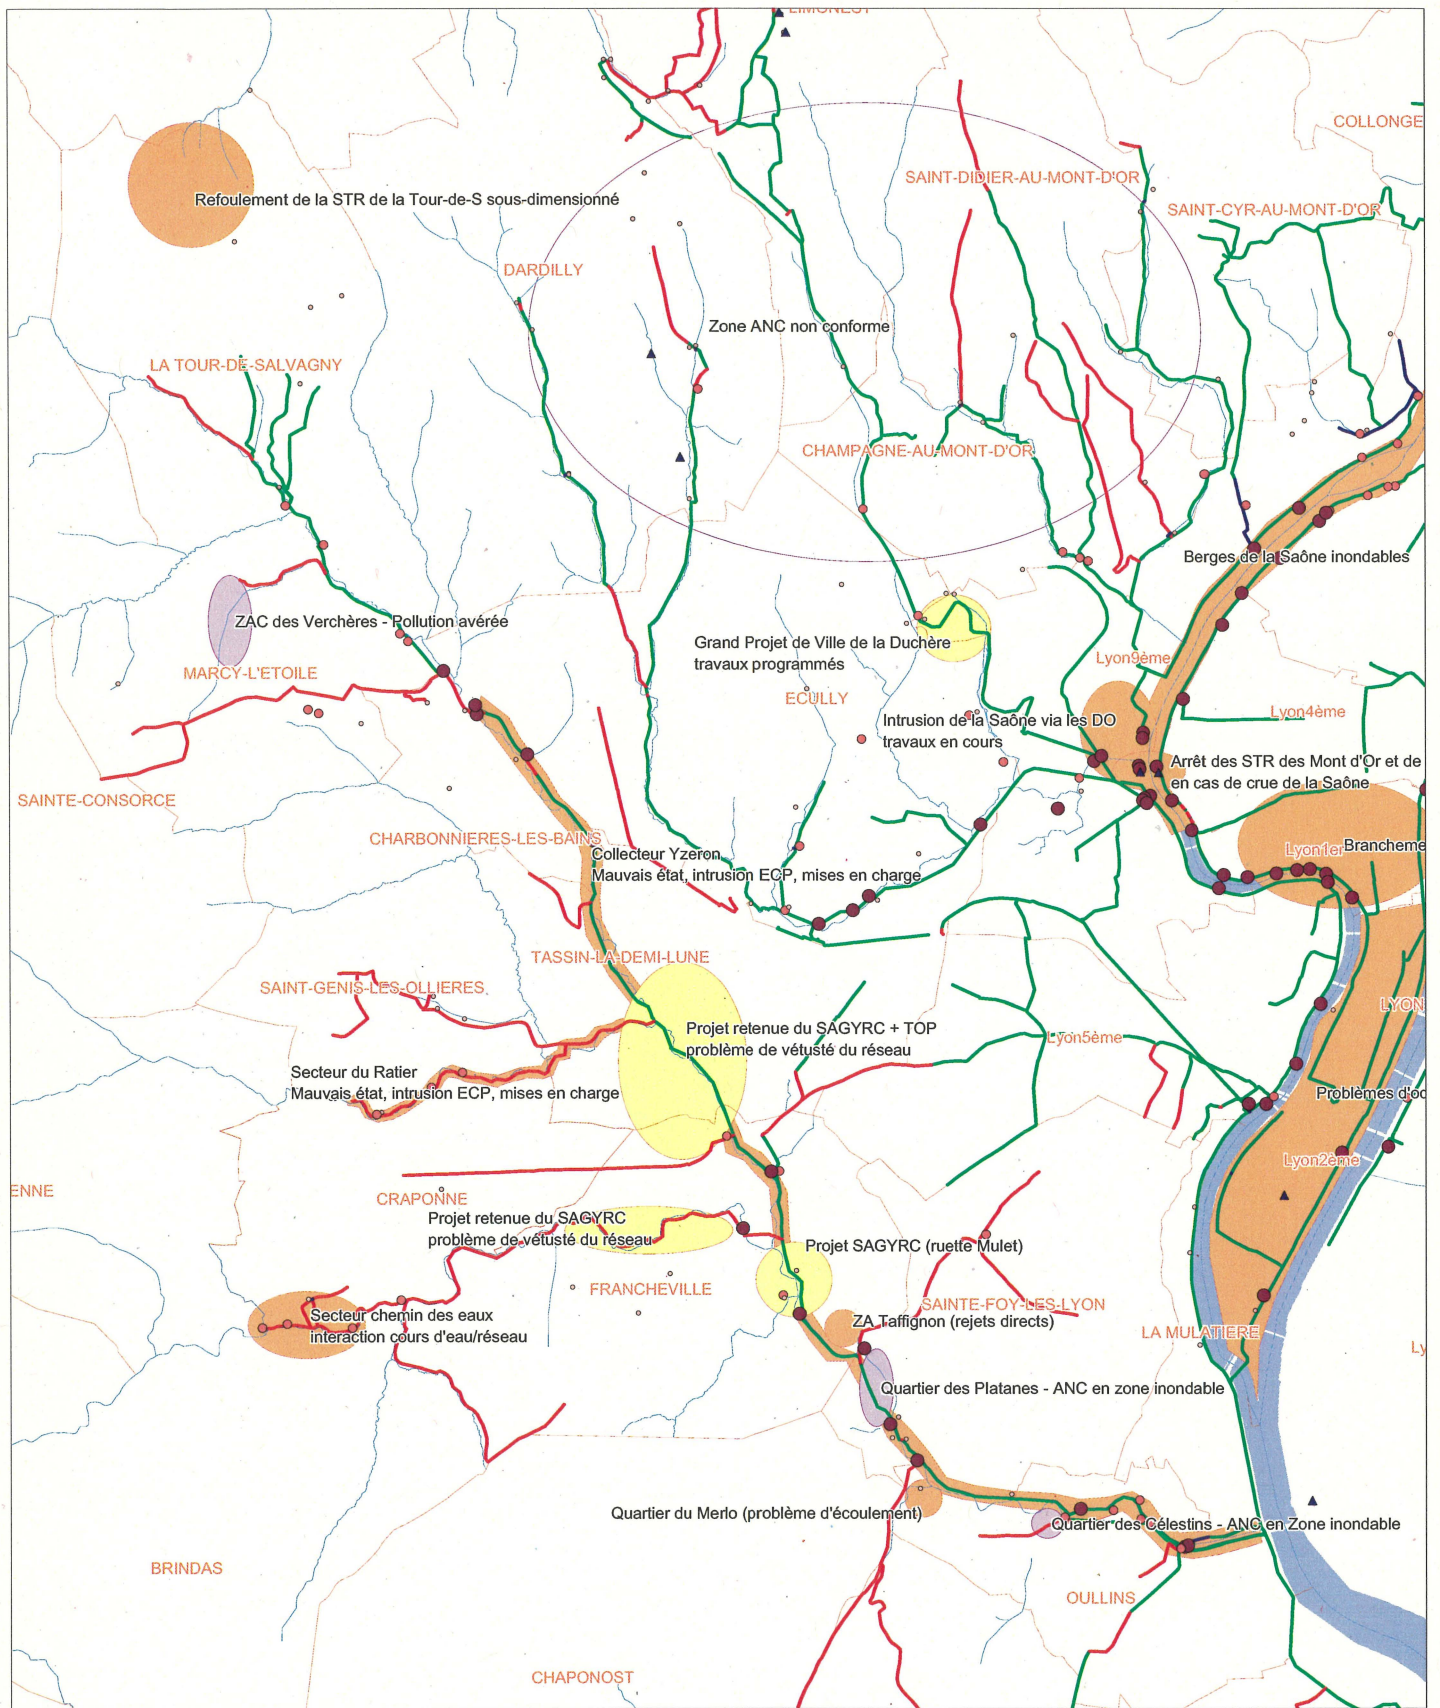 LIMONEST
COLLONGE
SAINT-DIDIER-AU-MONT-D'OR
Refoulement de la STR de la Tour-de-S sous-dimensionné
SAINT-CYR-AU-MONT-D'OR
DARDILLY
Zone ANC non conforme
LA TOUR-DE-SALVAGNY
CHAMPAGNE-AU-MONT-D'OR
Berges de la Saône inondables
ZAC des Verchères - Pollution avérée
Grand Projet de Ville de la Duchère
travaux programmés
Lyon9ème
MARCY-L'ETOILE
ECULLY
Lyon4ème
Intrusion de la Saône via les DO
travaux en cours
Arrêt des STR des Mont d'Or et de
en cas de crue de la Saône
SAINTE-CONSORCE
CHARBONNIERES-LES-BAINS
Collecteur Yzeron
Mauvais état, intrusion ECP, mises en charge
Lyon1er
Brancheme
TASSIN-LA-DEMI-LUNE
SAINT-GENIS-LES-OLLIERES
LYON
Projet retenue du SAGYRC + TOP
problème de vétusté du réseau
Lyon5ème
Secteur du Ratier
Mauvais état, intrusion ECP, mises en charge
Problèmes d'od
Lyon2ème
ENNE
CRAPONNE
Projet retenue du SAGYRC
problème de vétusté du réseau
Projet SAGYRC (ruette Mulet)
FRANCHEVILLE
SAINTE-FOY-LES-LYON
Secteur chemin des eaux
interaction cours d'eau/réseau
ZA Taffignon (rejets directs)
LA MULATIERE
Ly
Quartier des Platanes - ANC en zone inondable
Quartier du Merlo (problème d'écoulement)
Quartier des Célestins - ANC en Zone inondable
BRINDAS
OULLINS
CHAPONOST